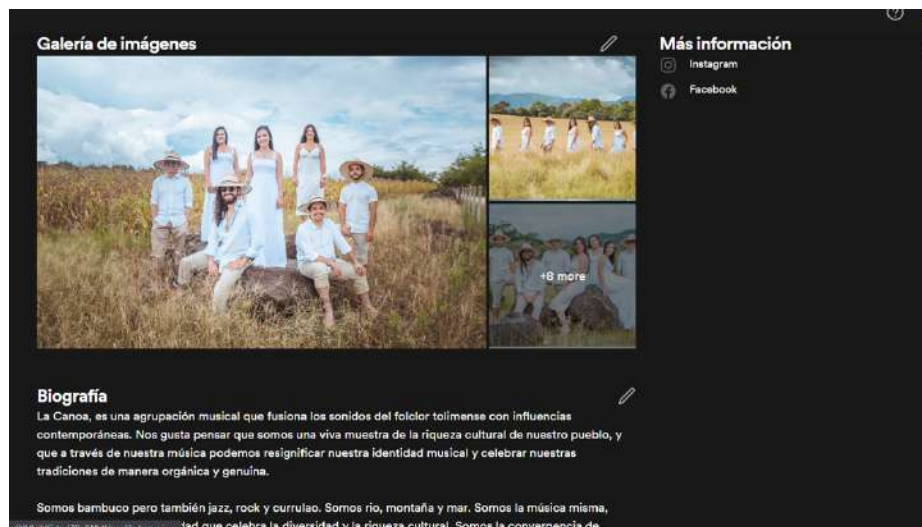 Galería de imágenes
Más información
Instagram
Facebook
+8 more
Biografía
La Canoa, es una agrupación musical que fusiona los sonidos del folclor tolimense con influencias
contemporáneas. Nos gusta pensar que somos una viva muestra de la riqueza cultural de nuestro pueblo, y
que a través de nuestra música podemos resignificar nuestra identidad musical y celebrar nuestras
tradiciones de manera orgánica y genuina.
Somos bambuco pero también jazz, rock y currulao. Somos rio, montaña y mar. Somos la música misma,
que celebra la diversidad y la riqueza cultural. Somos la convergencia de